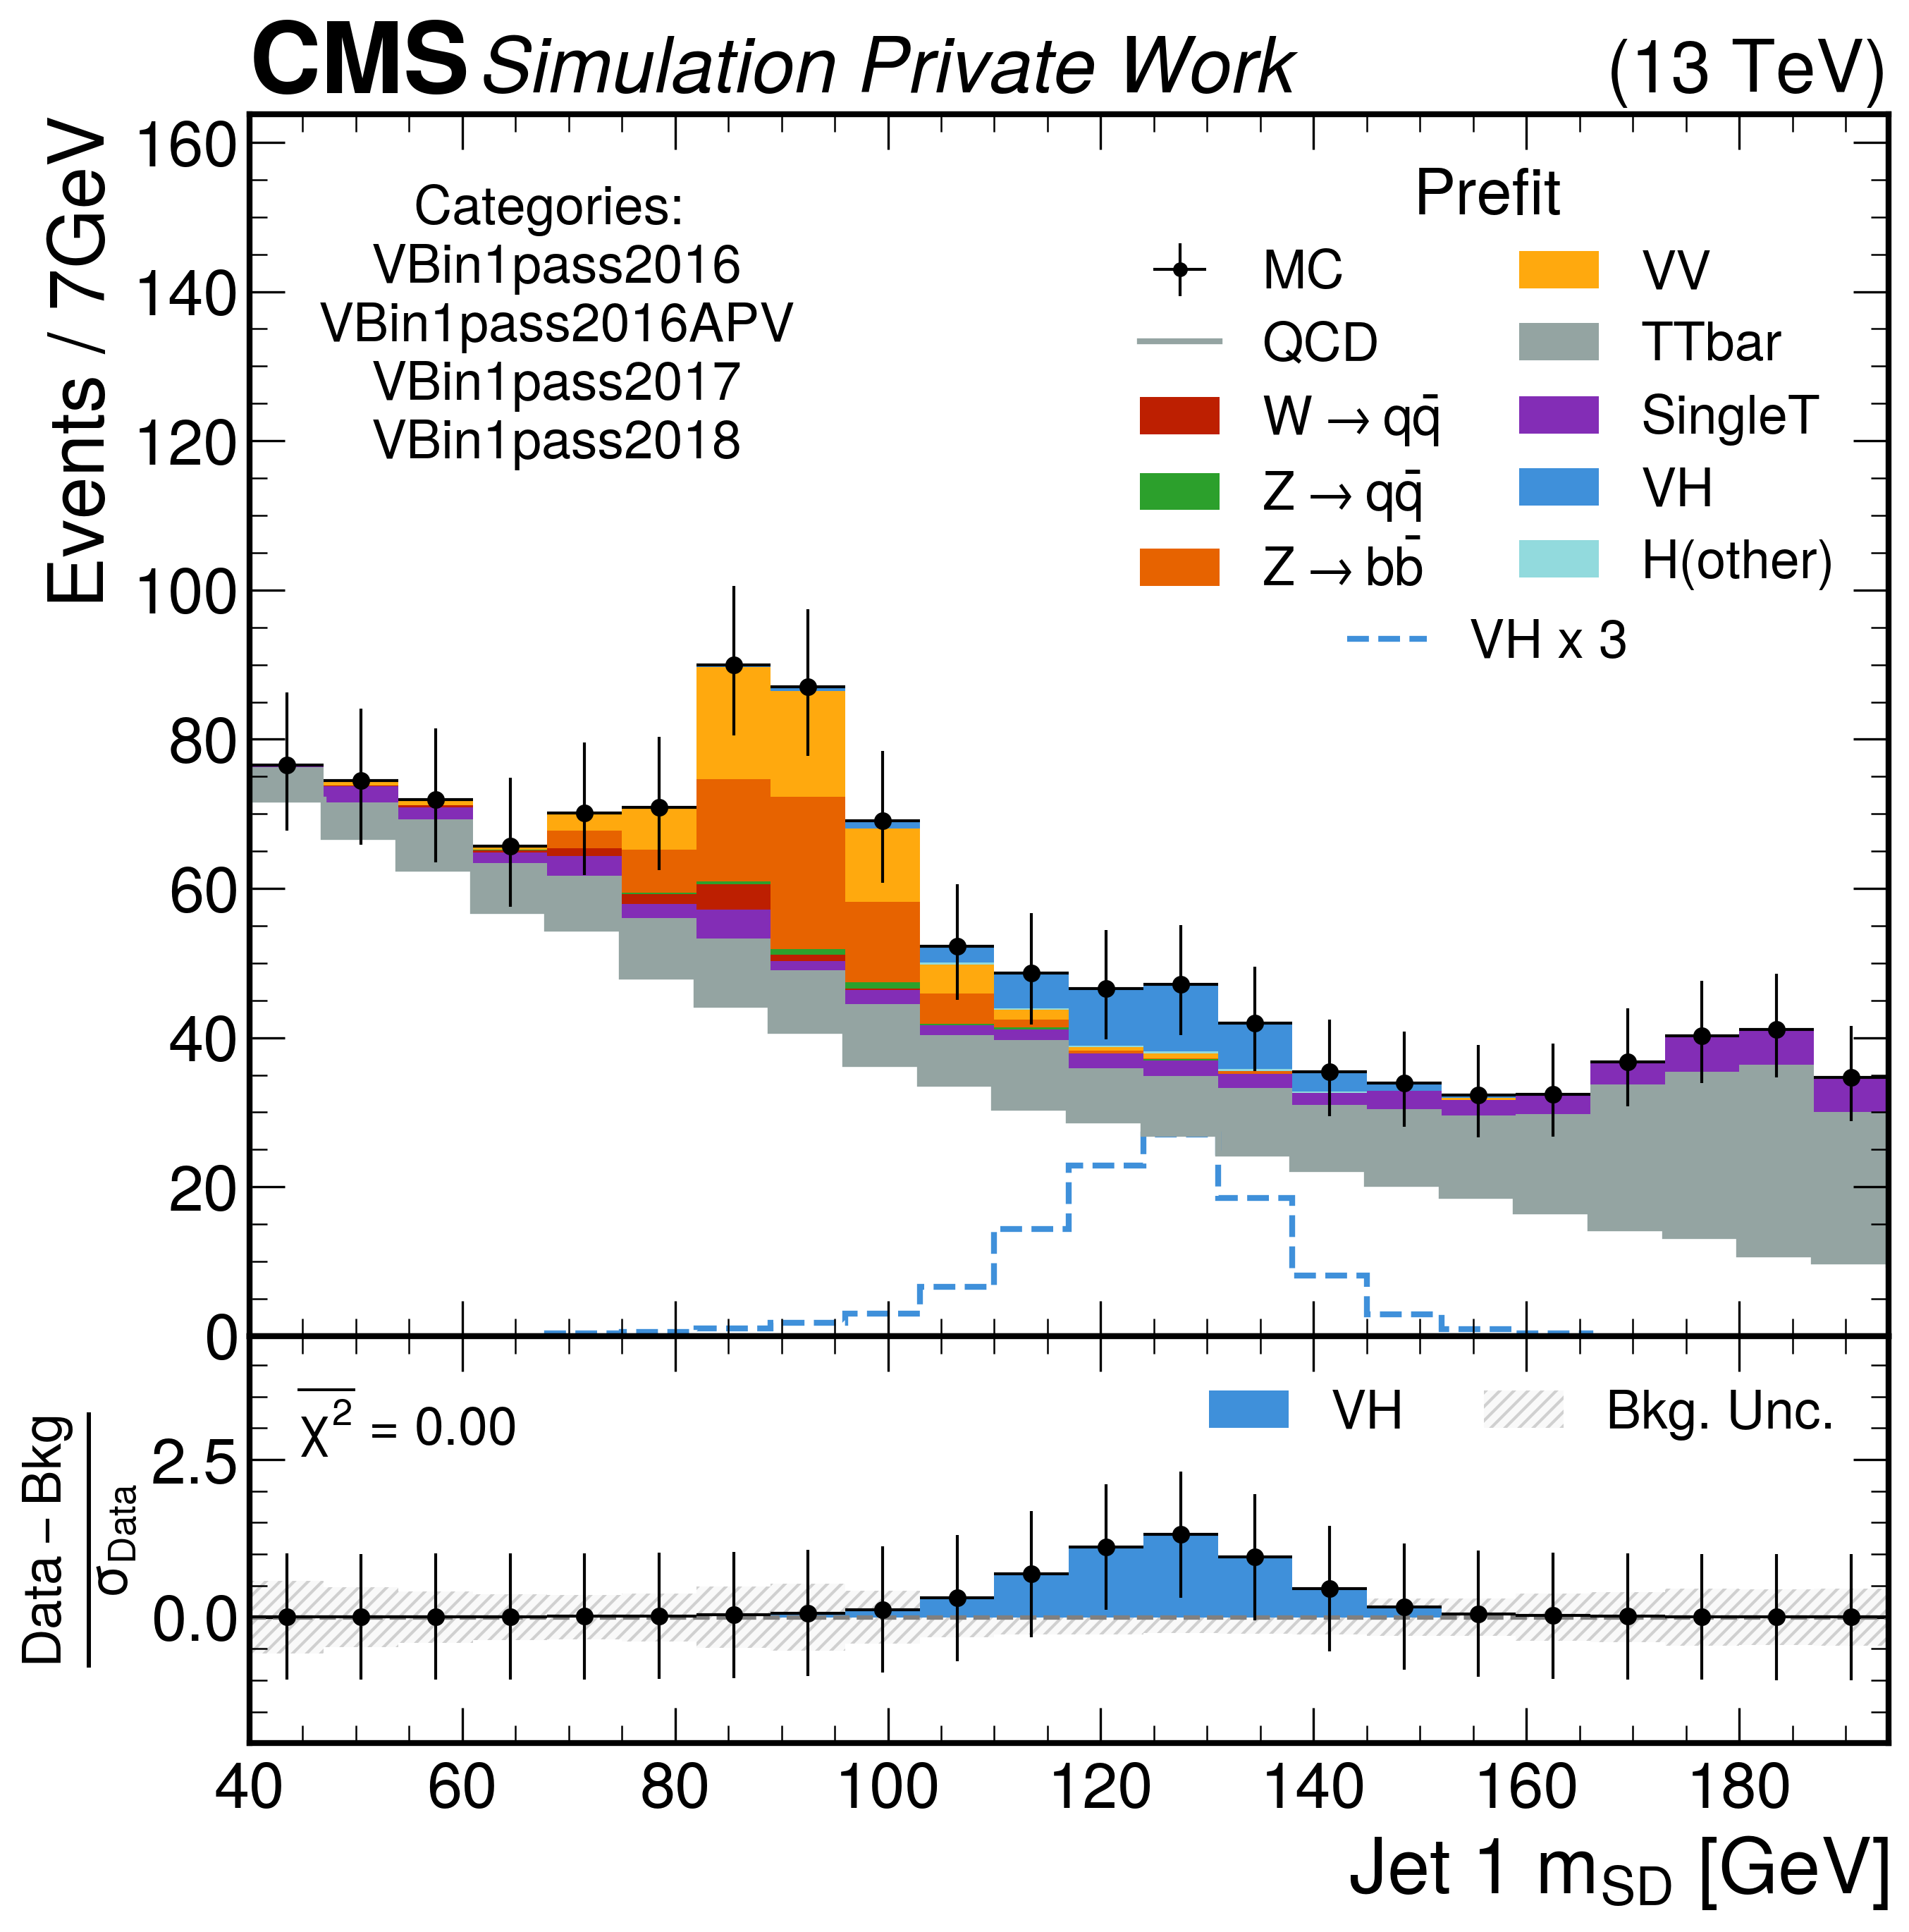 CMS Simulation Private Work (13 TeV)
Events / 7GeV
160
140
120
100
80
60
40
20
0
Categories:
VBin1pass2016
VBin1pass2016APV
VBin1pass2017
VBin1pass2018
Prefit
MC
QCD
W → qq̄
Z → qq̄
Z → bb̄
VV
TTbar
SingleT
VH
H(other)
VH x 3
Data − Bkg
σ_Data
2.5
0.0
χ² = 0.00
VH
Bkg. Unc.
40 60 80 100 120 140 160 180
Jet 1 m_SD [GeV]